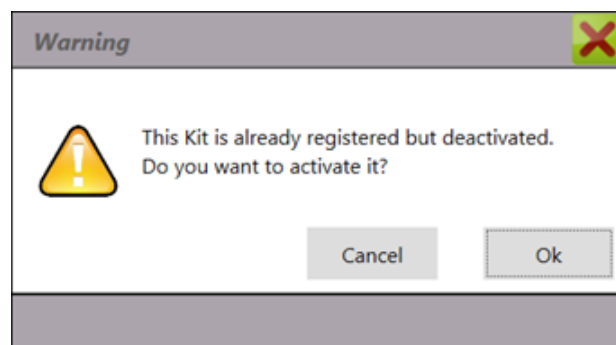 Warning
This Kit is already registered but deactivated.
Do you want to activate it?
Cancel
Ok